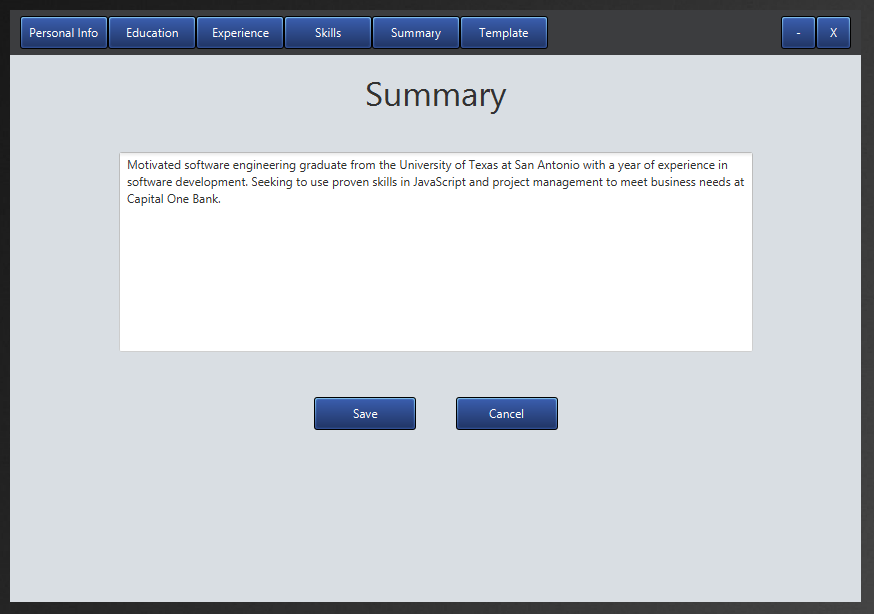 Personal Info Education Experience Skills Summary Template - X
Summary
Motivated software engineering graduate from the University of Texas at San Antonio with a year of experience in
software development. Seeking to use proven skills in JavaScript and project management to meet business needs at
Capital One Bank.
Save Cancel